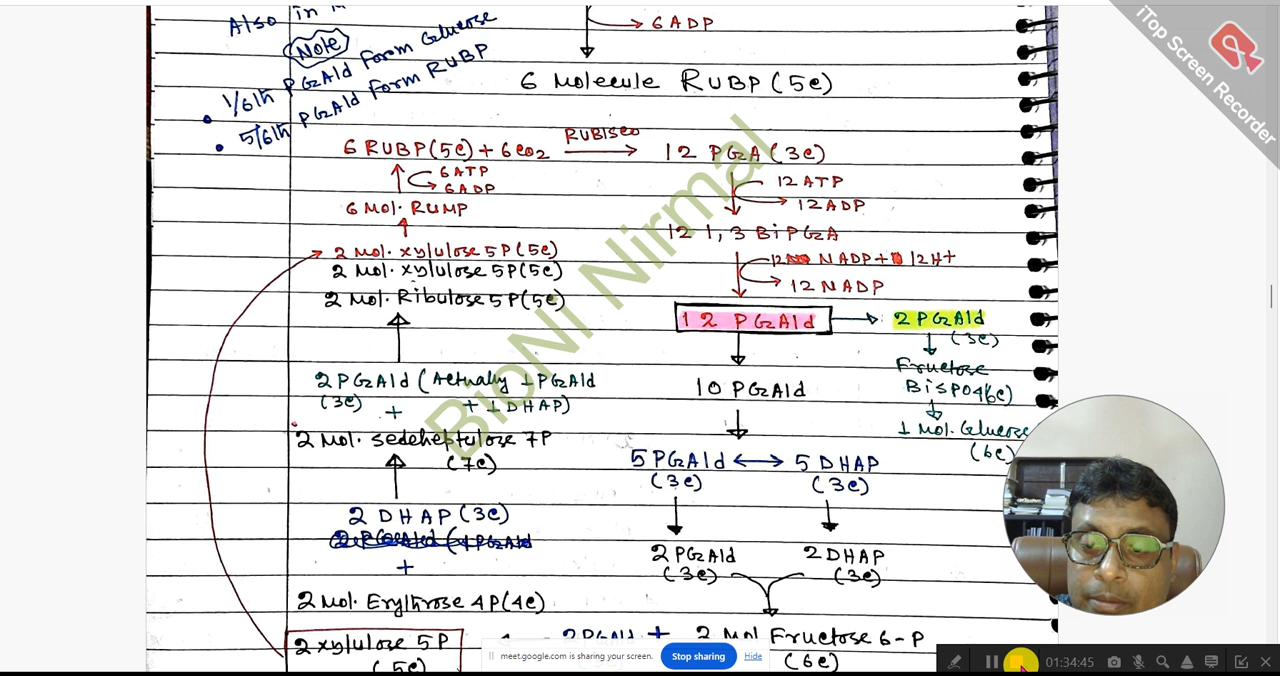 Also in
Note
• 1/6th PGAld Form Glucose
• 5/6th PGAld Form RUBP
6 ADP
6 Molecule RUBP (5c)
6 RUBP(5c) + 6CO2
RUBISCO
12 PGA (3c)
6ATP
6ADP
12 ATP
12 ADP
6 Mol. RUMP
12 1,3 BiPGA
2 Mol. xylulose 5P(5c)
2 Mol. xylulose 5P(5c)
2 Mol. Ribulose 5P(5c)
NADP + 12H+
12 NADP
12 PGAld
2 PGAld
(3c)
Fructose
BisPO4(6c)
1 Mol. Glucose
(6c)
2 PGAld (Actually 1 PGAld
(3c) + + 1 DHAP)
10 PGAld
2 Mol. Sedeheptulose 7P
(7c)
5 PGAld ⟷ 5 DHAP
(3c) (3c)
2 DHAP (3c)
+
2 PGAld 2 DHAP
(3c) (3c)
2 Mol. Erythrose 4P(4c)
2 xylulose 5P
(5c)
2 PGAld + 2 Mol Fructose 6-P
(6c)
BioNi Nirmal
iTop Screen Recorder
meet.google.com is sharing your screen.
Stop sharing
Hide
01:34:45